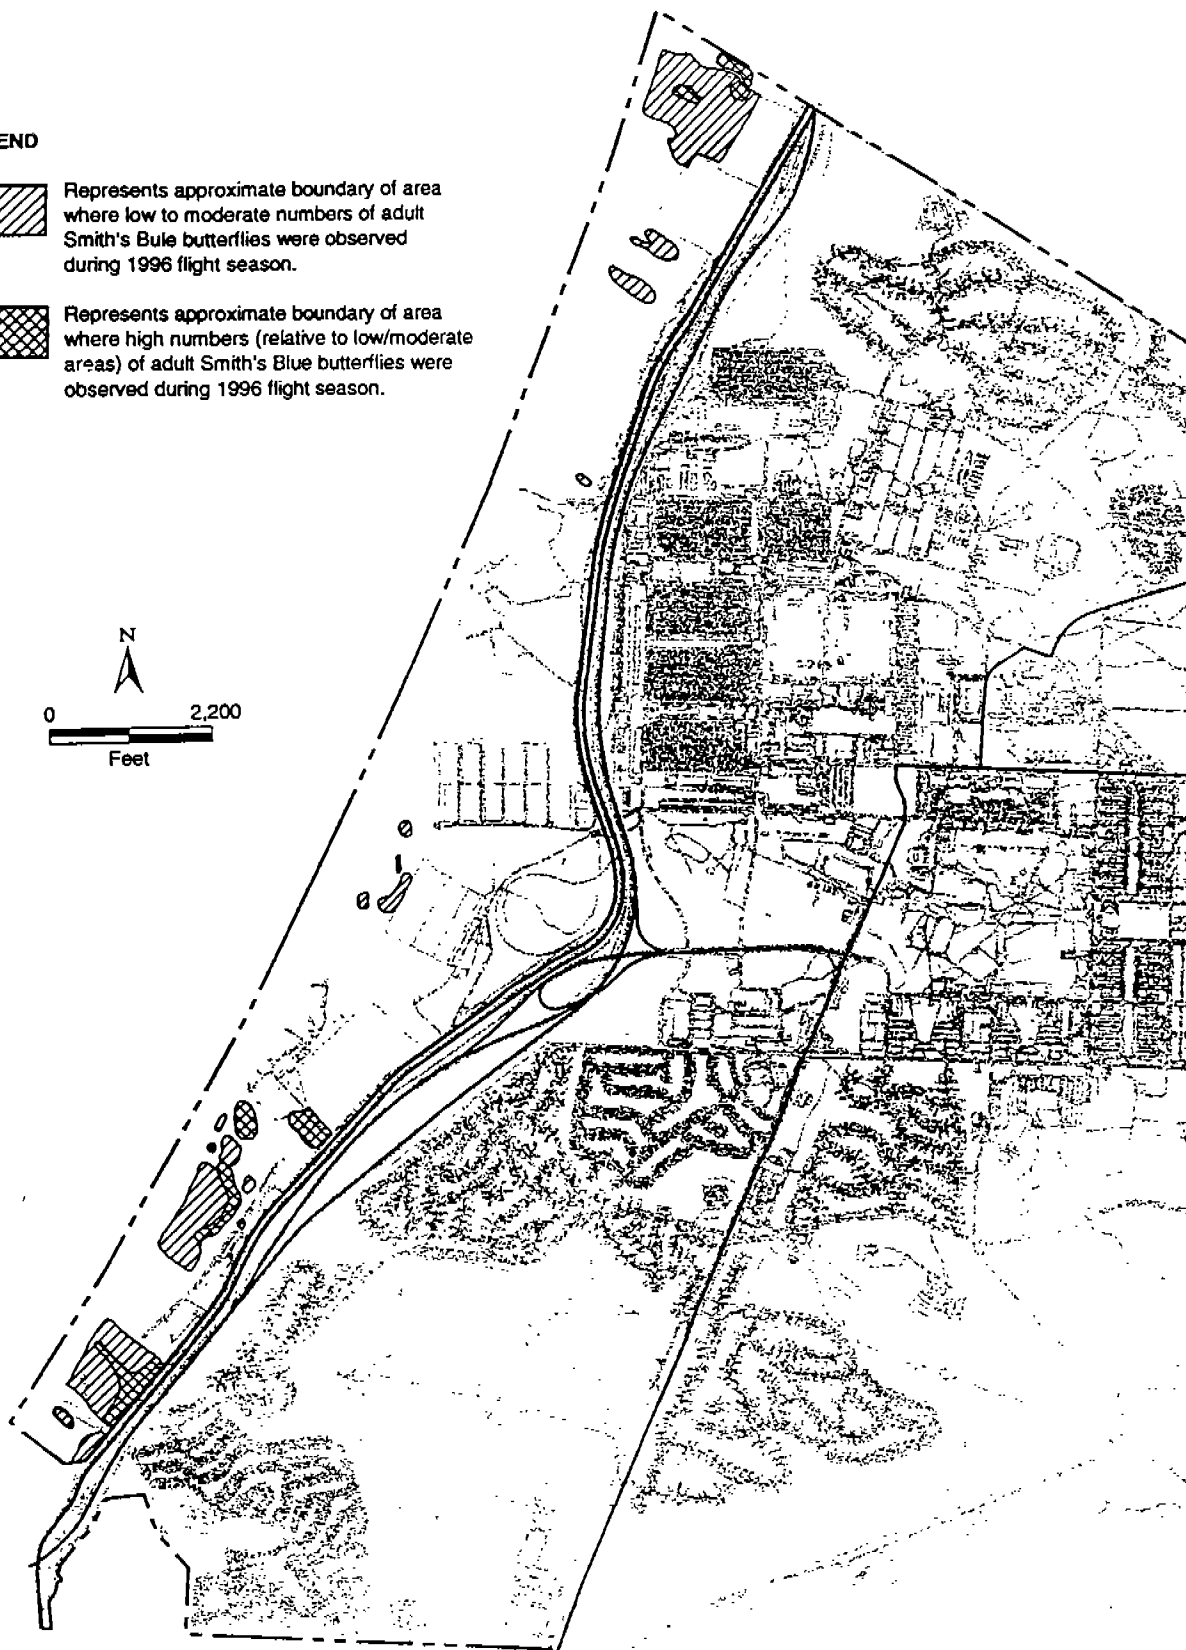 END
Represents approximate boundary of area
where low to moderate numbers of adult
Smith's Bule butterflies were observed
during 1996 flight season.
Represents approximate boundary of area
where high numbers (relative to low/moderate
areas) of adult Smith's Blue butterflies were
observed during 1996 flight season.
N
0 2,200
Feet